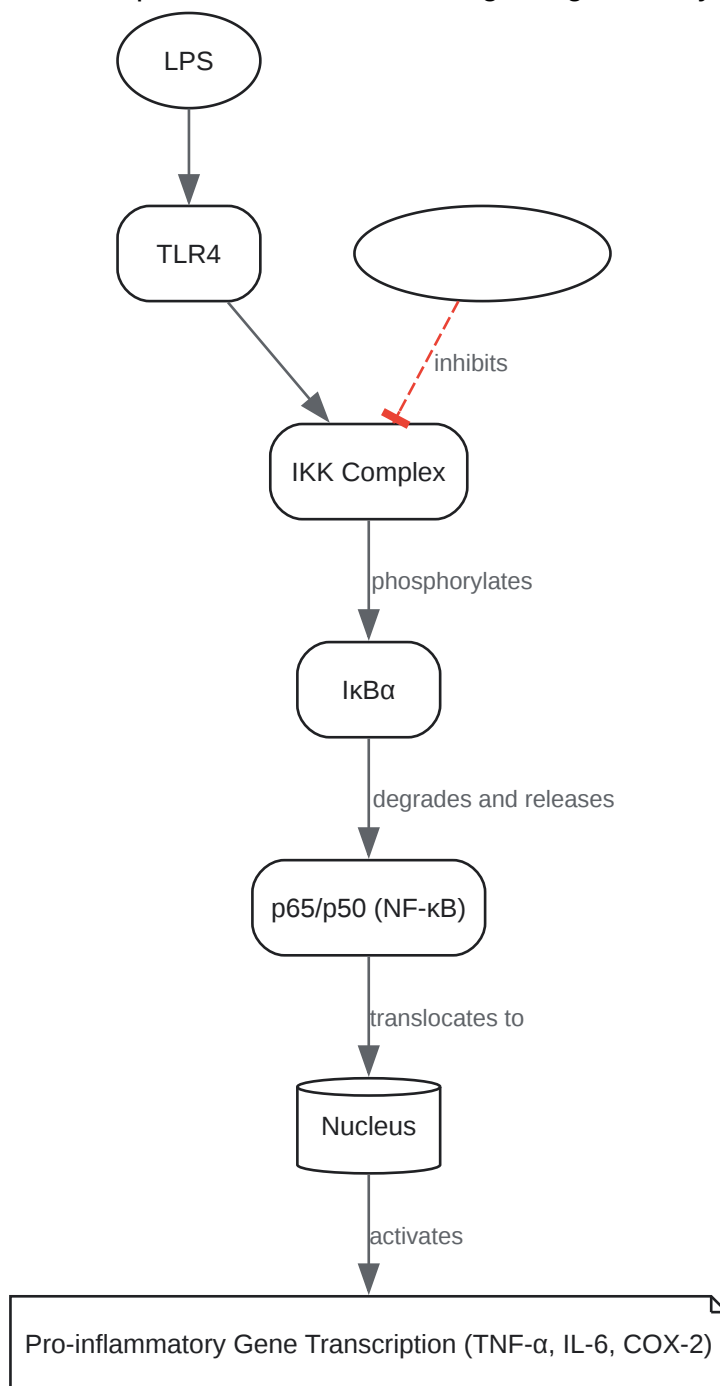 LPS
TLR4
inhibits
IKK Complex
phosphorylates
IκBα
degrades and releases
p65/p50 (NF-κB)
translocates to
Nucleus
activates
Pro-inflammatory Gene Transcription (TNF-α, IL-6, COX-2)